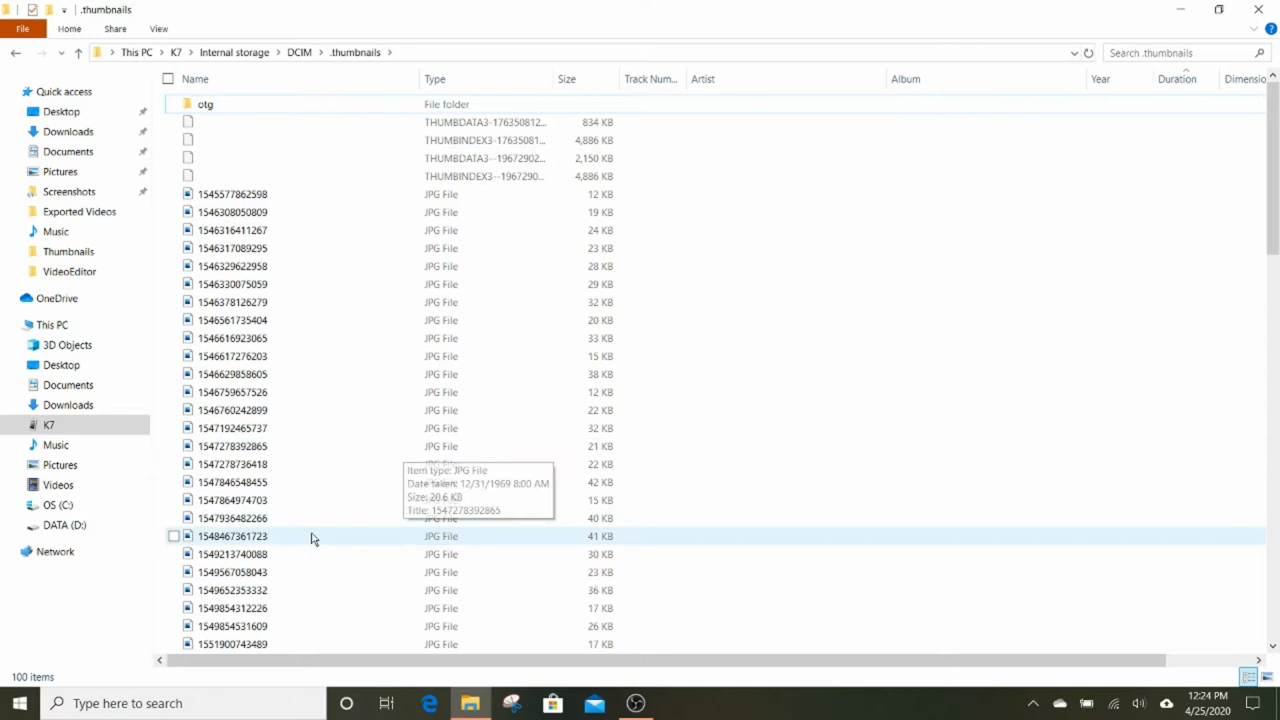 .thumbnails
File Home Share View
This PC K7 Internal storage DCIM .thumbnails
Search .thumbnails
Name Type Size Track Num... Artist Album Year Duration Dimensio
Quick access
Desktop
Downloads
Documents
Pictures
Screenshots
Exported Videos
Music
Thumbnails
VideoEditor
OneDrive
This PC
3D Objects
Desktop
Documents
Downloads
K7
Music
Pictures
Videos
OS (C:)
DATA (D:)
Network
otg File folder
THUMBDATA3-176350812... 834 KB
THUMBINDEX3-17635081... 4,886 KB
THUMBDATA3--19672902... 2,150 KB
THUMBINDEX3--1967290... 4,886 KB
1545577862598 JPG File 12 KB
1546308050809 JPG File 19 KB
1546316411267 JPG File 24 KB
1546317089295 JPG File 23 KB
1546329622958 JPG File 28 KB
1546330075059 JPG File 29 KB
1546378126279 JPG File 32 KB
1546561735404 JPG File 20 KB
1546616923065 JPG File 33 KB
1546617276203 JPG File 15 KB
1546629858605 JPG File 38 KB
1546759657526 JPG File 12 KB
1546760242899 JPG File 22 KB
1547192465737 JPG File 32 KB
1547278392865 JPG File 21 KB
1547278736418 22 KB
1547846548455 42 KB
1547864974703 15 KB
1547936482266 JPG File 40 KB
1548467361723 JPG File 41 KB
1549213740088 JPG File 30 KB
1549567058043 JPG File 23 KB
1549652353332 JPG File 36 KB
1549854312226 JPG File 17 KB
1549854531609 JPG File 26 KB
1551900743489 JPG File 17 KB
Item type: JPG File
Date taken: 12/31/1969 8:00 AM
Size: 20.6 KB
Title: 1547278392865
100 items
Type here to search
12:24 PM
4/25/2020